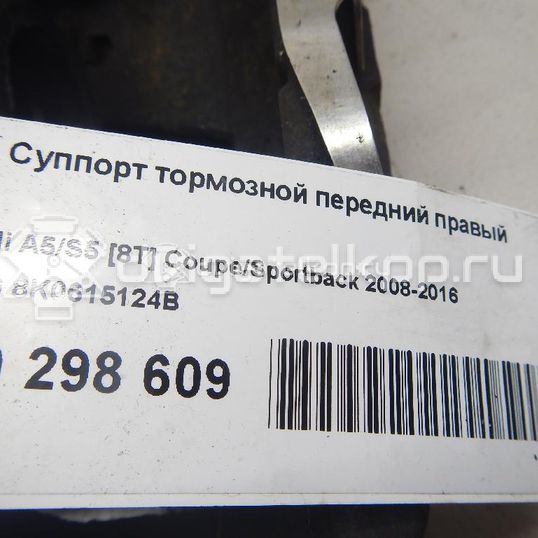 Суппорт тормозной передний правый
i A5/S5 [8T] Coupe/Sportback 2008-2016
8K0615124B
298 609